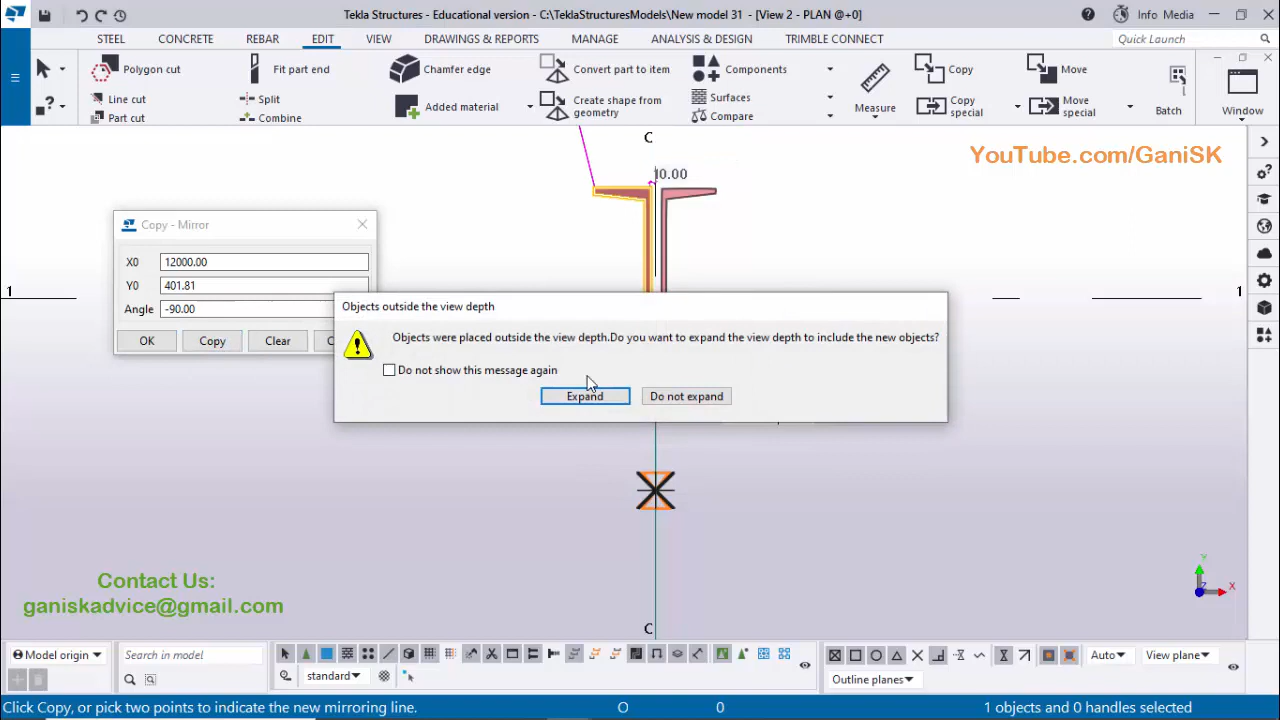 Tekla Structures - Educational version - C:\TeklaStructuresModels\New model 31 - [View 2 - PLAN @+0]
Info Media
STEEL CONCRETE REBAR EDIT VIEW DRAWINGS & REPORTS MANAGE ANALYSIS & DESIGN TRIMBLE CONNECT Quick Launch
Polygon cut
Line cut
Part cut
Fit part end
Split
Combine
Chamfer edge
Added material
Convert part to item
Create shape from geometry
Components
Surfaces
Compare
Measure
Copy
Copy special
Move
Move special
Batch
Window
C
YouTube.com/GaniSK
10.00
Copy - Mirror
X0 12000.00
Y0 401.81
Angle -90.00
OK Copy Clear
1
1
Objects outside the view depth
Objects were placed outside the view depth.Do you want to expand the view depth to include the new objects?
Do not show this message again
Expand Do not expand
Contact Us:
ganiskadvice@gmail.com
Y
X
Z
C
Model origin Search in model
standard
Auto View plane
Outline planes
Click Copy, or pick two points to indicate the new mirroring line. O 0 1 objects and 0 handles selected